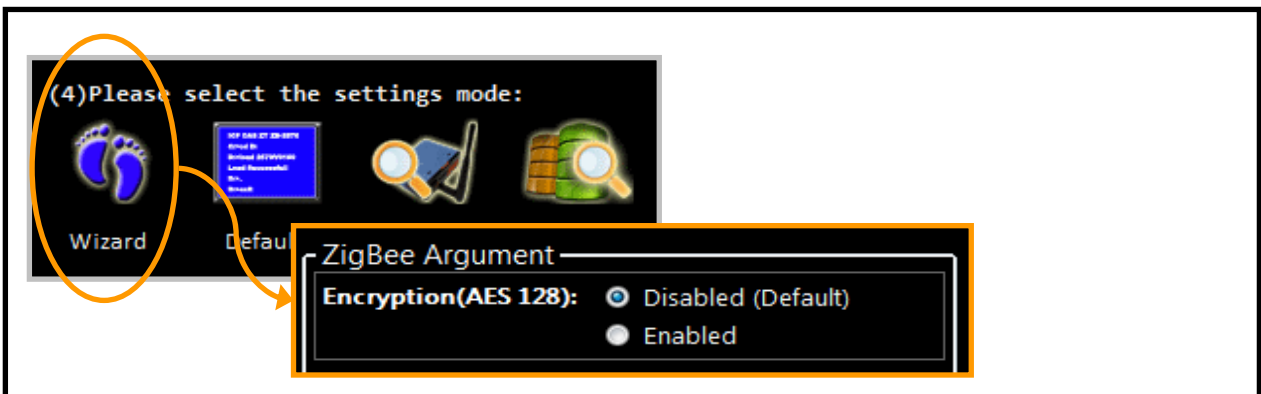 (4)Please select the settings mode:
Wizard
Defaul
ZigBee Argument
Encryption(AES 128):
Disabled (Default)
Enabled